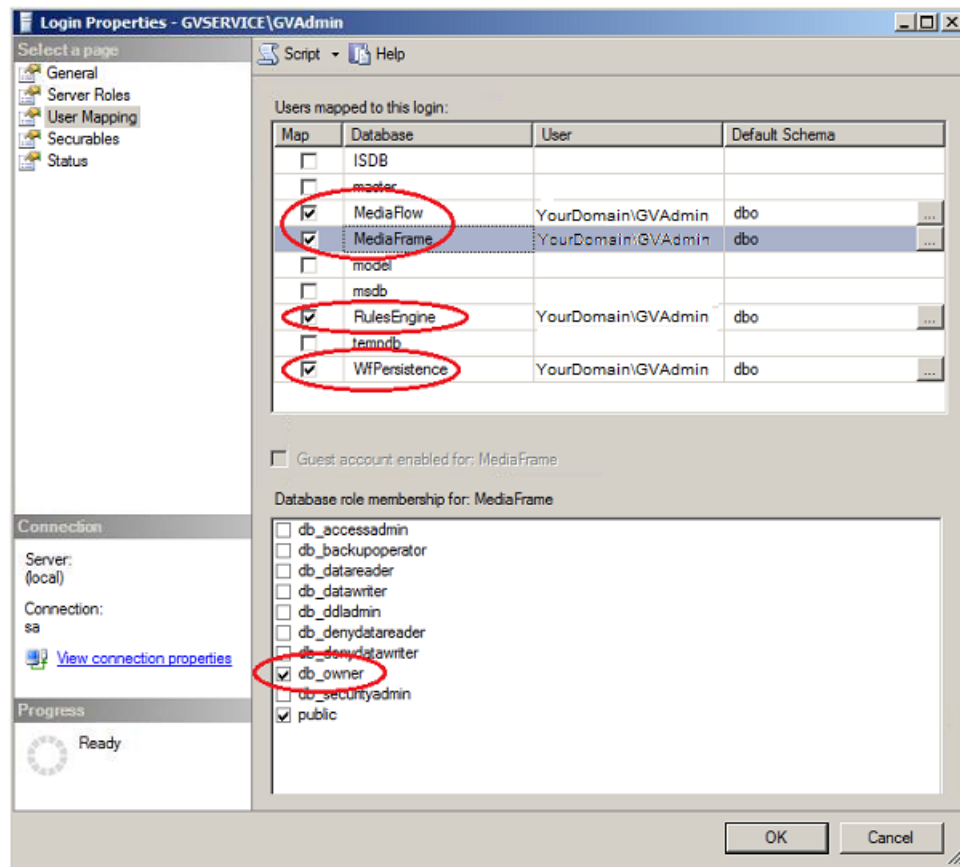 Login Properties - GVSERVICE\GVAdmin
Select a page
General
Server Roles
User Mapping
Securables
Status
Script Help
Users mapped to this login:
Map Database User Default Schema
ISDB
master
MediaFlow YourDomain\GVAdmin dbo ...
MediaFrame YourDomain\GVAdmin dbo ...
model
msdb
RulesEngine YourDomain\GVAdmin dbo ...
tempdb
WfPersistence YourDomain\GVAdmin dbo ...
Guest account enabled for: MediaFrame
Database role membership for: MediaFrame
db_accessadmin
db_backupoperator
db_datareader
db_datawriter
db_ddladmin
db_denydatareader
db_denydatawriter
db_owner
db_securityadmin
public
Connection
Server:
(local)
Connection:
sa
View connection properties
Progress
Ready
OK Cancel